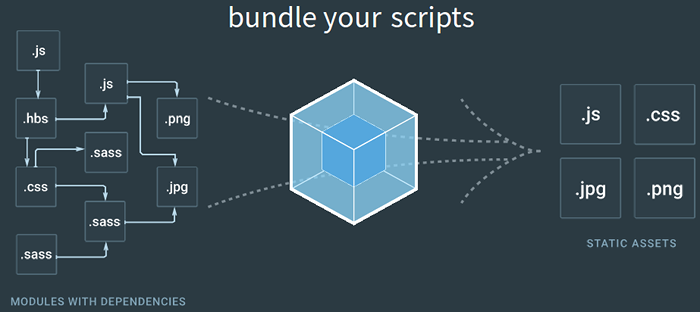 bundle your scripts
.js
.js
.hbs
.png
.sass
.css
.jpg
.sass
.sass
MODULES WITH DEPENDENCIES
.js
.css
.jpg
.png
STATIC ASSETS